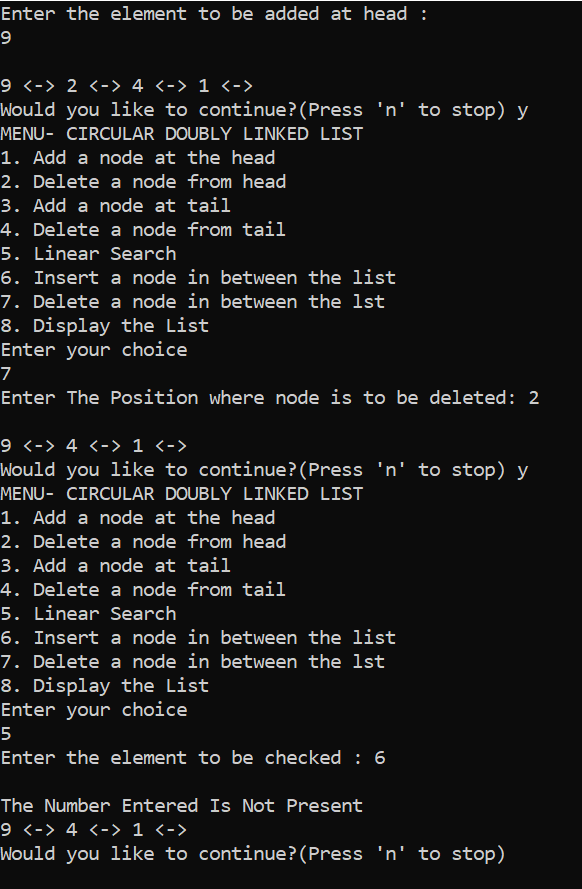 Enter the element to be added at head :
9
9 <-> 2 <-> 4 <-> 1 <->
Would you like to continue?(Press 'n' to stop) y
MENU- CIRCULAR DOUBLY LINKED LIST
1. Add a node at the head
2. Delete a node from head
3. Add a node at tail
4. Delete a node from tail
5. Linear Search
6. Insert a node in between the list
7. Delete a node in between the lst
8. Display the List
Enter your choice
7
Enter The Position where node is to be deleted: 2
9 <-> 4 <-> 1 <->
Would you like to continue?(Press 'n' to stop) y
MENU- CIRCULAR DOUBLY LINKED LIST
1. Add a node at the head
2. Delete a node from head
3. Add a node at tail
4. Delete a node from tail
5. Linear Search
6. Insert a node in between the list
7. Delete a node in between the lst
8. Display the List
Enter your choice
5
Enter the element to be checked : 6
The Number Entered Is Not Present
9 <-> 4 <-> 1 <->
Would you like to continue?(Press 'n' to stop)